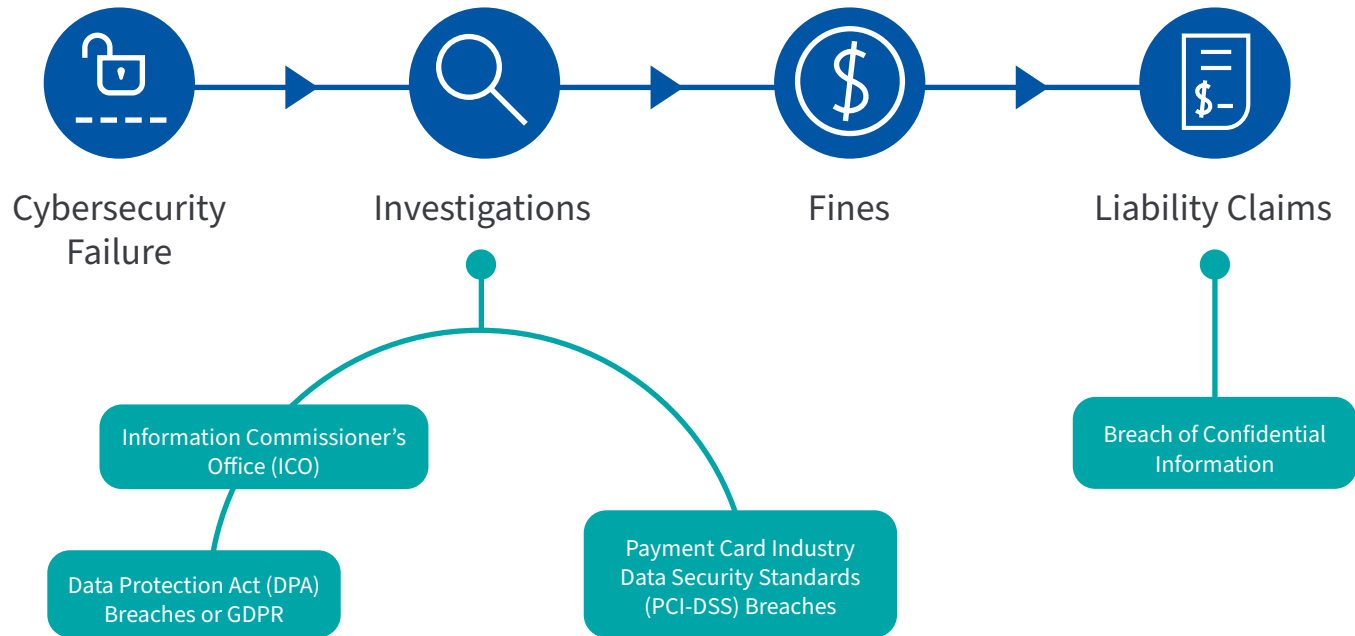 Cybersecurity
Failure
Investigations
Fines
Liability Claims
Information Commissioner’s
Office (ICO)
Data Protection Act (DPA)
Breaches or GDPR
Payment Card Industry
Data Security Standards
(PCI-DSS) Breaches
Breach of Confidential
Information